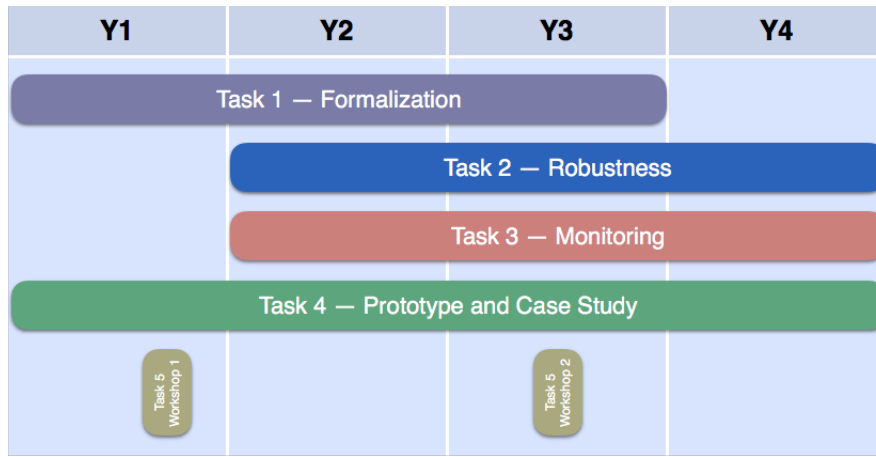 Y1 Y2 Y3 Y4
Task 1 — Formalization
Task 2 — Robustness
Task 3 — Monitoring
Task 4 — Prototype and Case Study
Task 5
Workshop 1
Task 5
Workshop 2